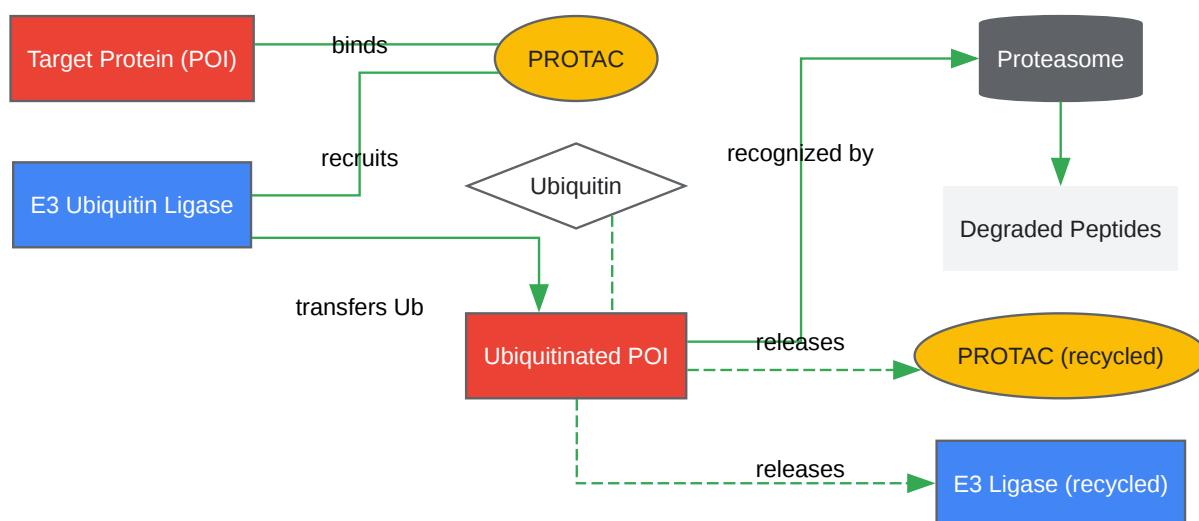 Target Protein (POI)
binds
PROTAC
Proteasome
recruits
recognized by
E3 Ubiquitin Ligase
Ubiquitin
Degraded Peptides
transfers Ub
Ubiquitinated POI
releases
PROTAC (recycled)
releases
E3 Ligase (recycled)